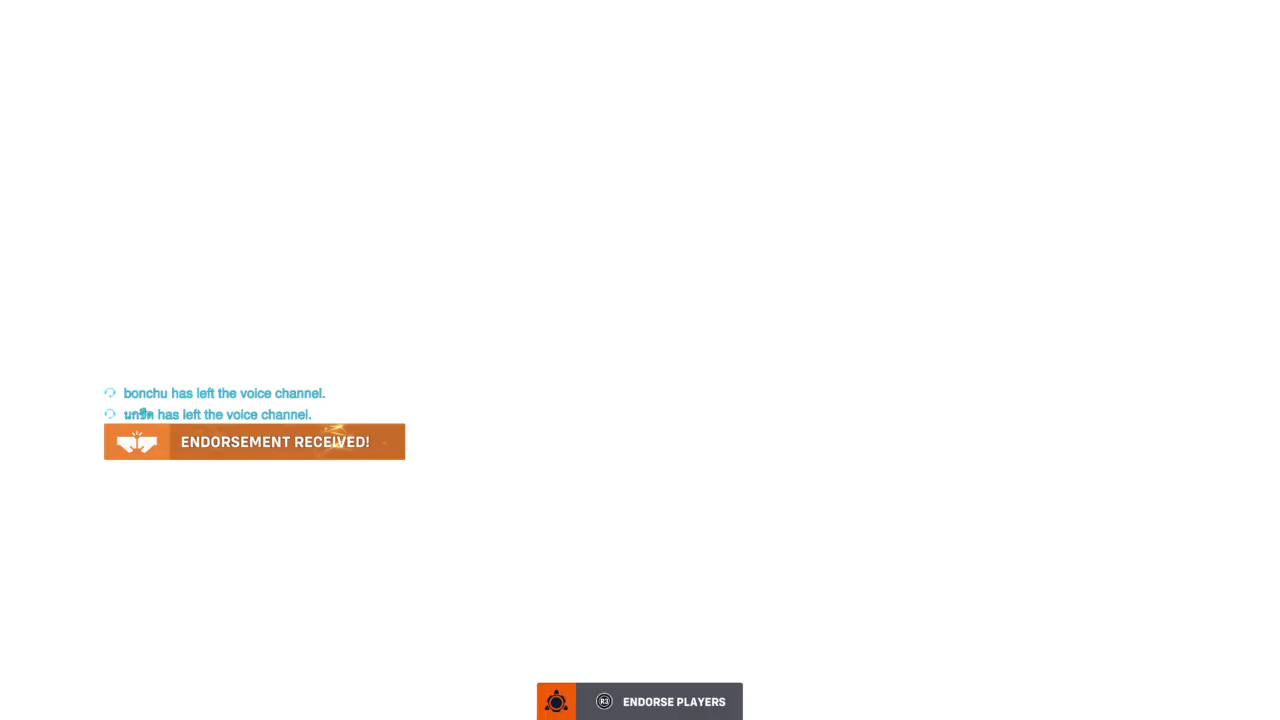 bonchu has left the voice channel.
has left the voice channel.
ENDORSEMENT RECEIVED!
R3 ENDORSE PLAYERS